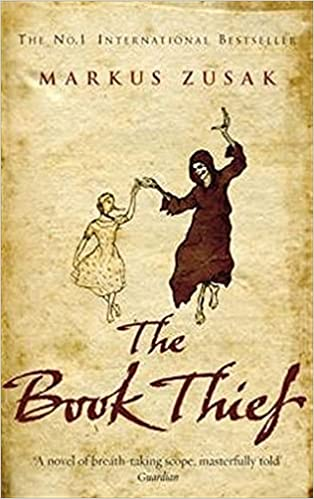 THE NO.1 INTERNATIONAL BESTSELLER
MARKUS ZUSAK
The
Book Thief
'A novel of breath-taking scope, masterfully told'
Guardian